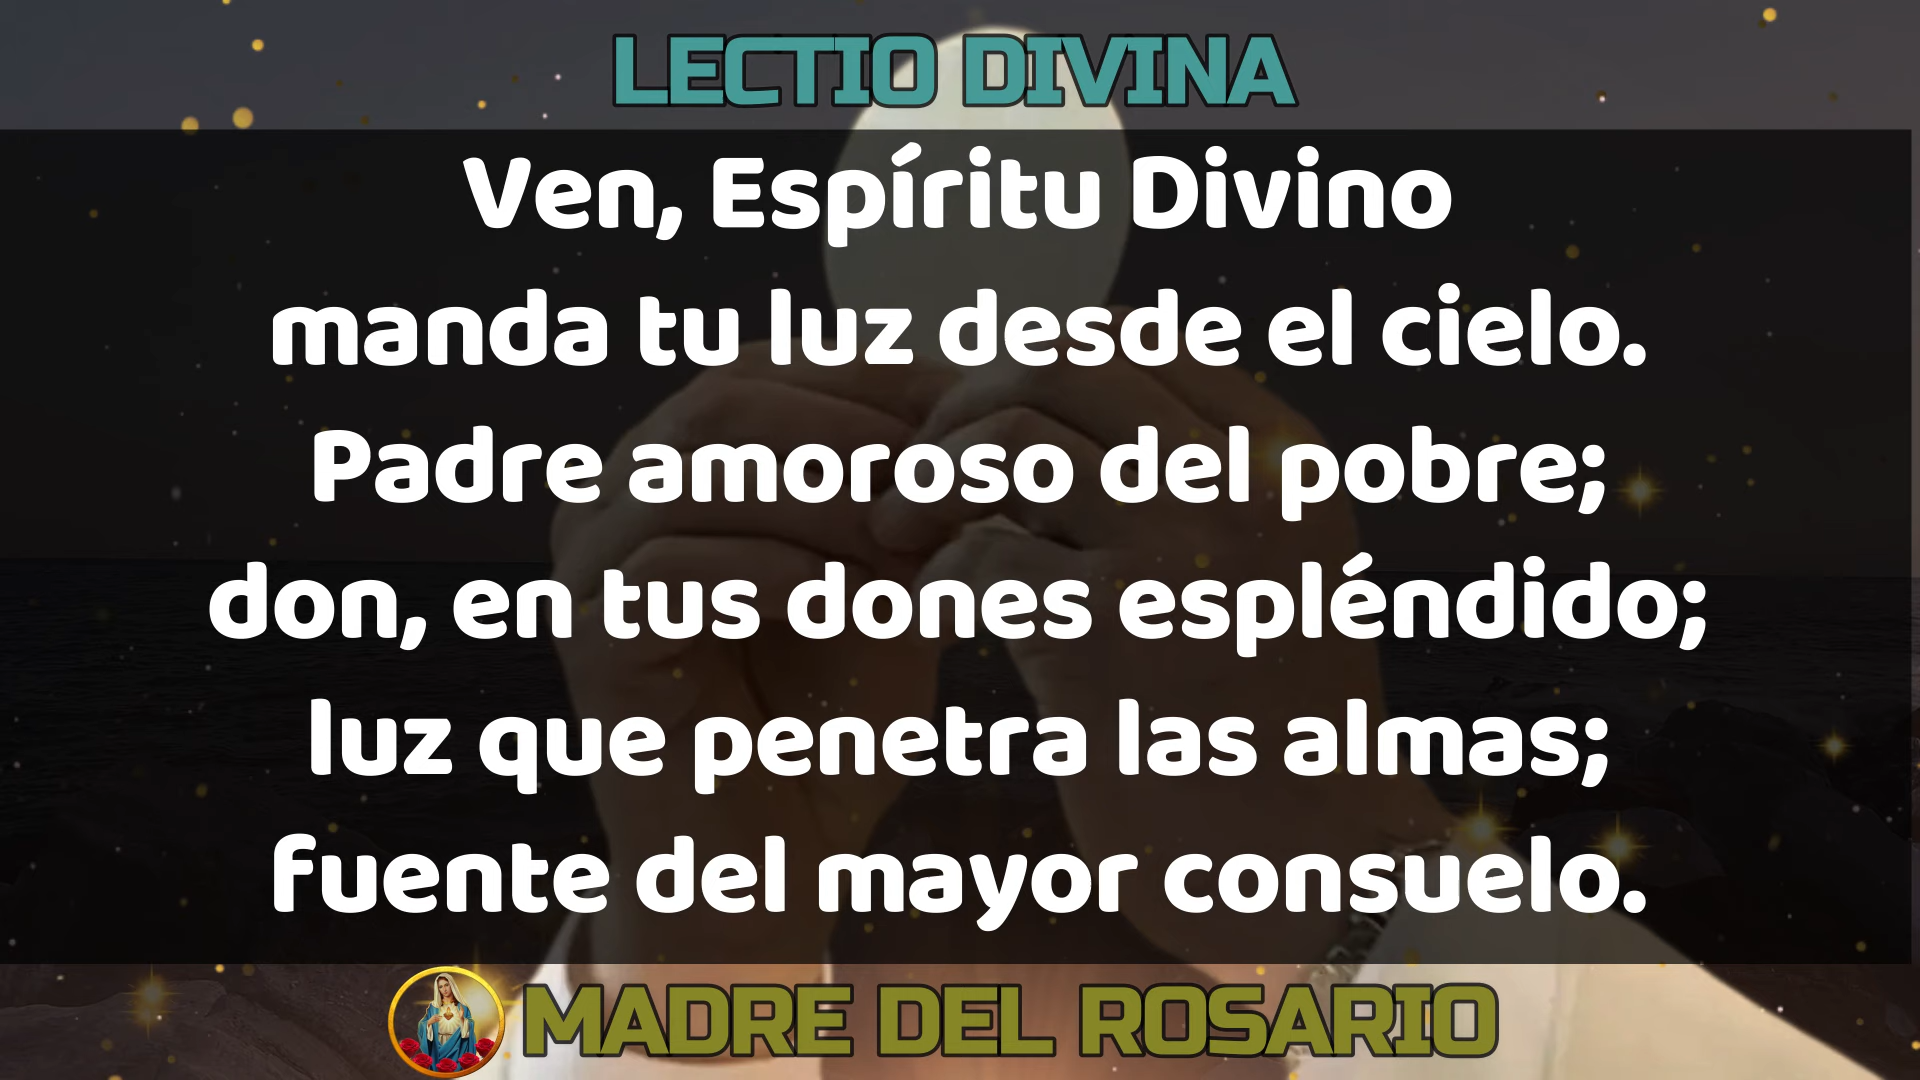 LECTIO DIVINA
Ven, Espíritu Divino
manda tu luz desde el cielo.
Padre amoroso del pobre;
don, en tus dones espléndido;
luz que penetra las almas;
fuente del mayor consuelo.
MADRE DEL ROSARIO